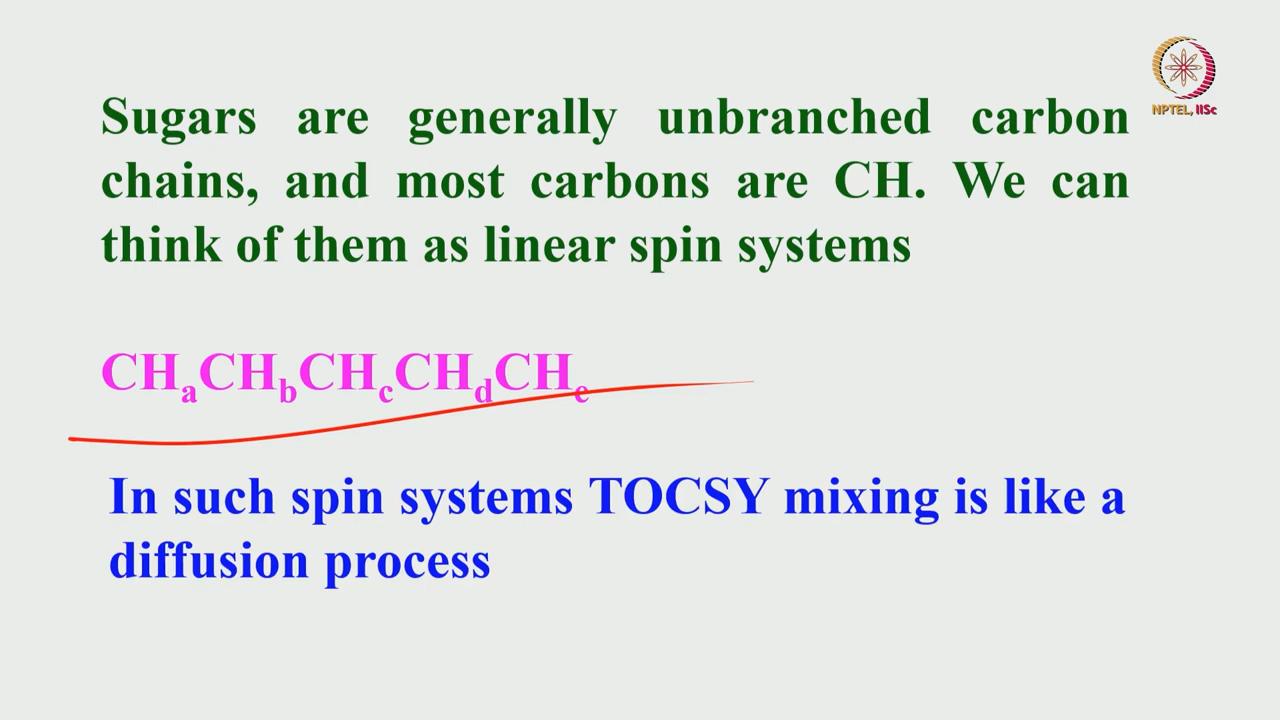 NPTEL, IISc
Sugars are generally unbranched carbon
chains, and most carbons are CH. We can
think of them as linear spin systems
CHaCHbCHcCHdCHe
In such spin systems TOCSY mixing is like a
diffusion process